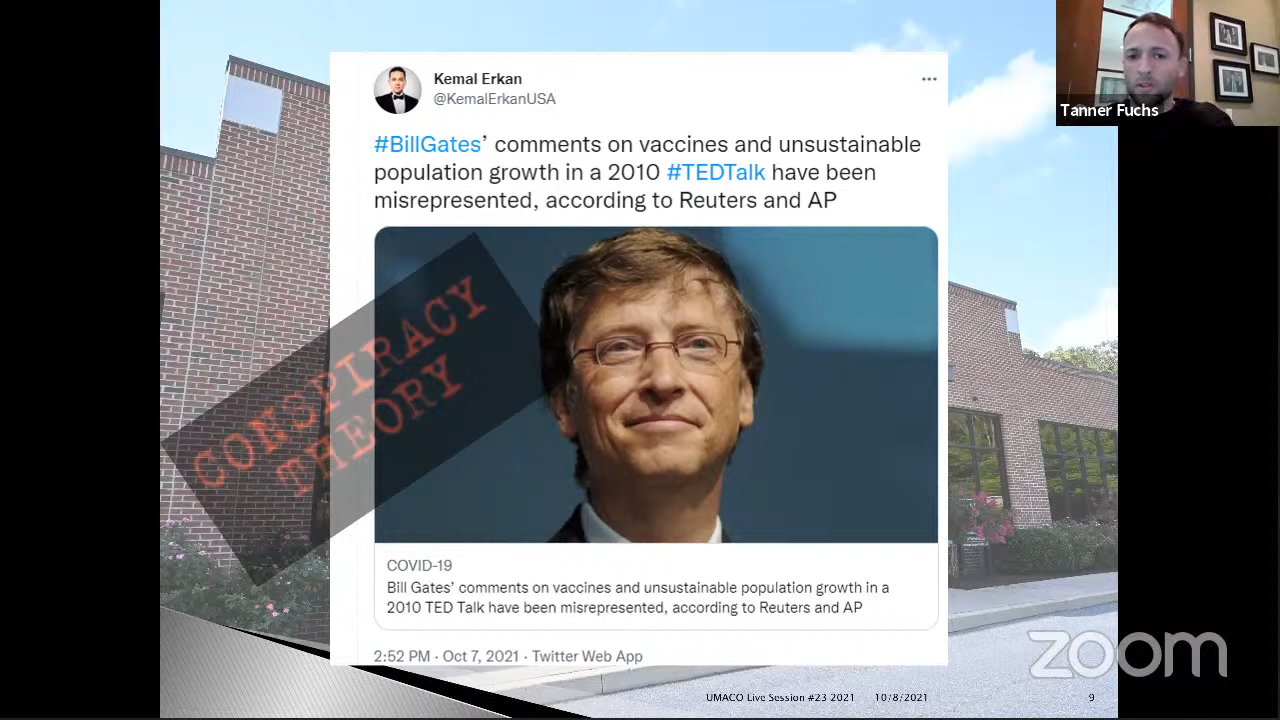 Kemal Erkan
@KemalErkanUSA
#BillGates’ comments on vaccines and unsustainable
population growth in a 2010 #TEDTalk have been
misrepresented, according to Reuters and AP
CONSPIRACY
THEORY
COVID-19
Bill Gates’ comments on vaccines and unsustainable population growth in a
2010 TED Talk have been misrepresented, according to Reuters and AP
2:52 PM · Oct 7, 2021 · Twitter Web App
Tanner Fuchs
zoom
UMACO Live Session #23 2021 10/8/2021 9